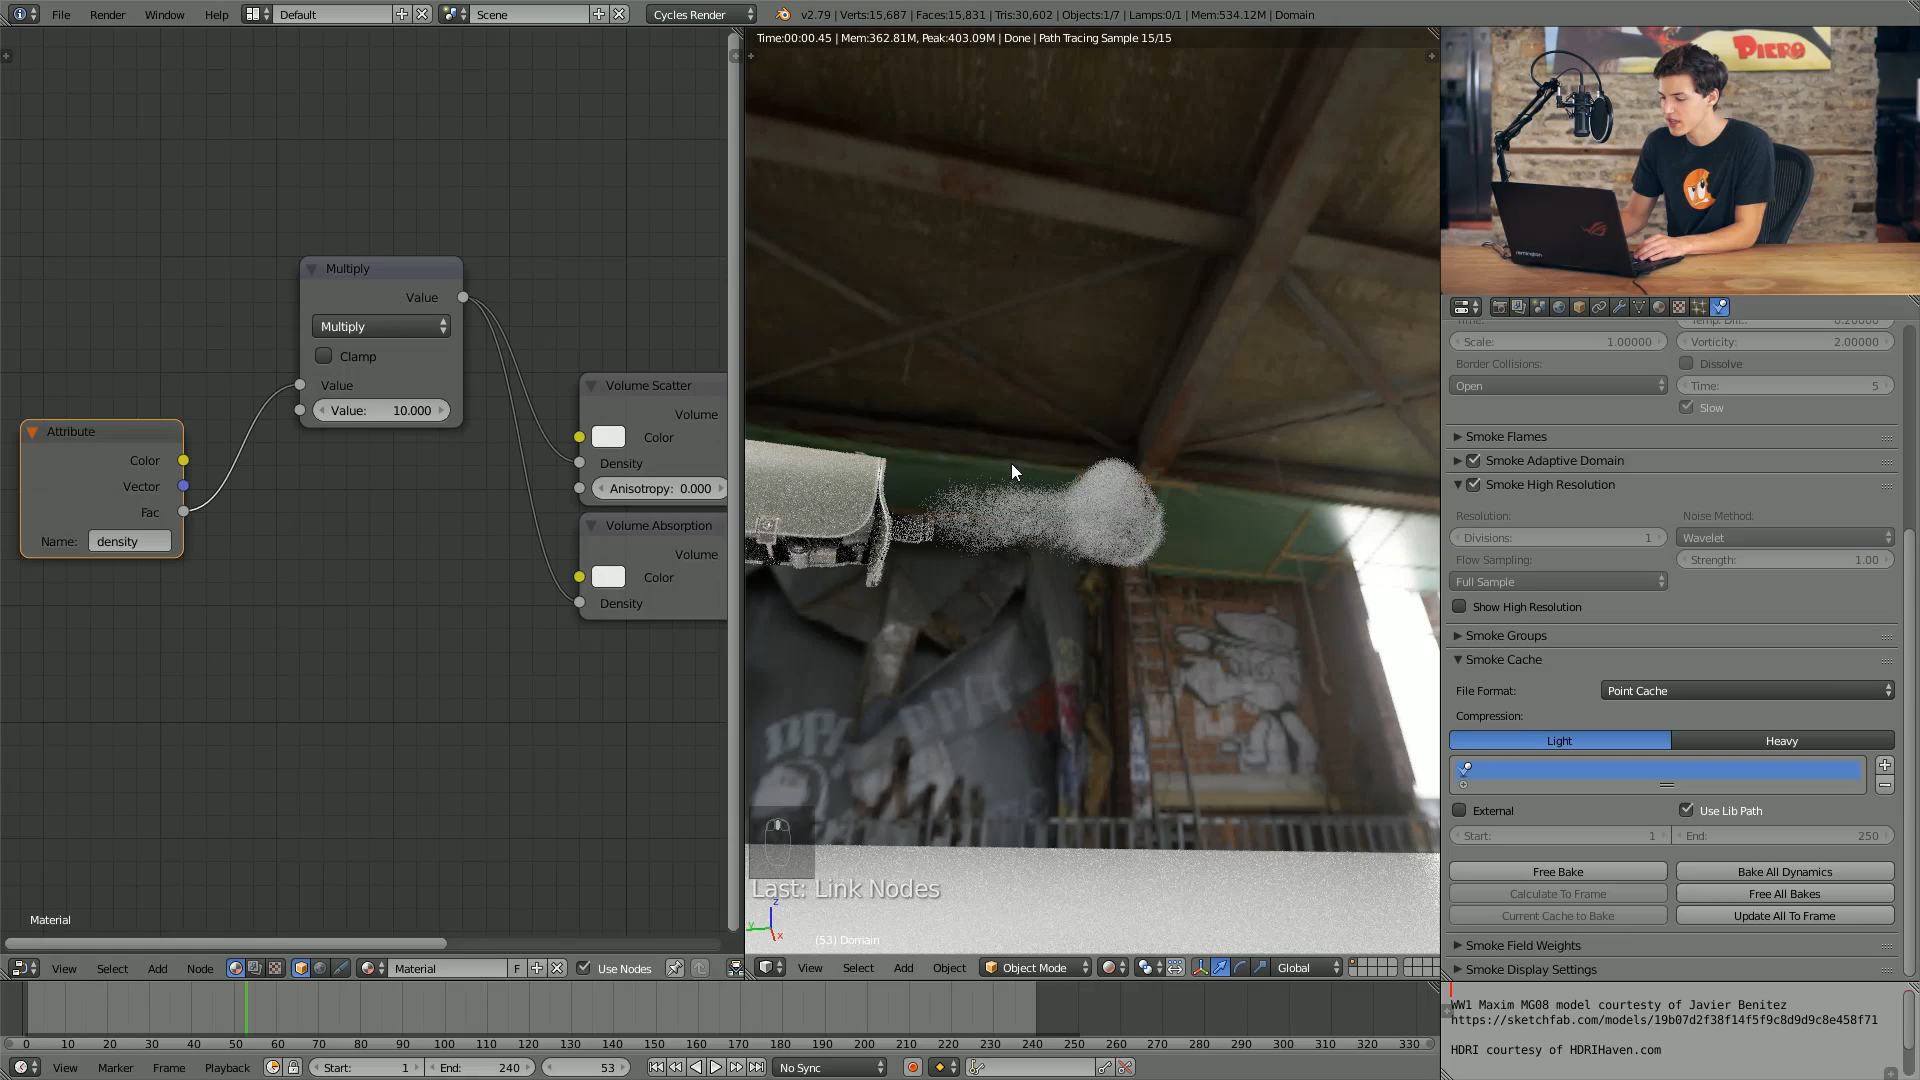 File Render Window Help Default Scene Cycles Render v2.79 | Verts:15,687 | Faces:15,831 | Tris:30,602 | Objects:1/7 | Lamps:0/1 | Mem:534.12M | Domain
Time:00:00.45 | Mem:362.81M, Peak:403.09M | Done | Path Tracing Sample 15/15
Multiply
Value
Multiply
Clamp
Value
Value: 10.000
Attribute
Color
Vector
Fac
Name: density
Volume Scatter
Volume
Color
Density
Anisotropy: 0.000
Volume Absorption
Volume
Color
Density
Material
Last: Link Nodes
z
y
x
(53) Domain
PICRO
ROG
remington
Scale: 1.00000 Vorticity: 2.00000
Border Collisions: Dissolve
Open Time: 5
Slow
Smoke Flames
Smoke Adaptive Domain
Smoke High Resolution
Resolution: Noise Method:
Divisions: 1 Wavelet
Flow Sampling: Strength: 1.00
Full Sample
Show High Resolution
Smoke Groups
Smoke Cache
File Format: Point Cache
Compression:
Light Heavy
External Use Lib Path
Start: 1 End: 250
Free Bake Bake All Dynamics
Calculate To Frame Free All Bakes
Current Cache to Bake Update All To Frame
Smoke Field Weights
Smoke Display Settings
View Select Add Node Material F Use Nodes
View Select Add Object Object Mode Global
WW1 Maxim MG08 model courtesty of Javier Benitez
https://sketchfab.com/models/19b07d2f38f14f5f9c8d9d9c8e458f71
HDRI courtesy of HDRIHaven.com
0 10 20 30 40 50 60 70 80 90 100 110 120 130 140 150 160 170 180 190 200 210 220 230 240 250 260 270 280 290 300 310 320 330
View Marker Frame Playback Start: 1 End: 240 53 No Sync